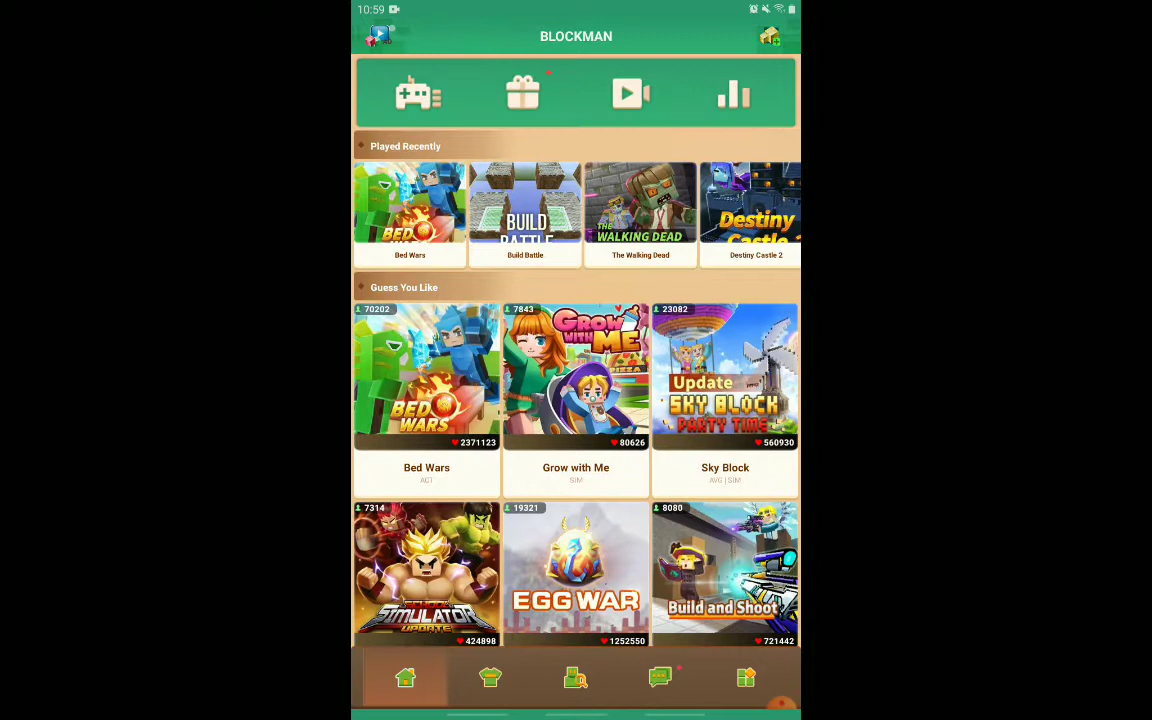 10:59
BLOCKMAN
Played Recently
BED WARS
BUILD BATTLE
THE WALKING DEAD
Destiny Castle
Bed Wars
Build Battle
The Walking Dead
Destiny Castle 2
Guess You Like
70202
7843
23082
BED WARS
GROW WITH ME
PIZZA
Update
SKY BLOCK
PARTY TIME
2371123
80626
560930
Bed Wars
Grow with Me
Sky Block
ACT
SIM
AVG | SIM
7314
19321
8080
SIMULATOR
UPDATE
EGG WAR
Build and Shoot
424898
1252550
721442